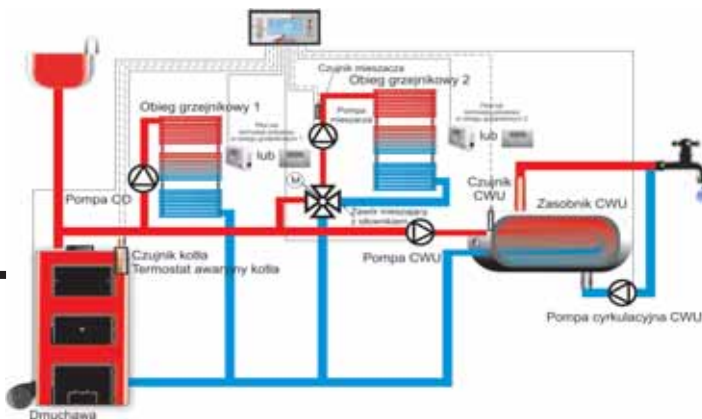 Czujnik mieszacza
Obieg grzejnikowy 1
Obieg grzejnikowy 2
Pompa
mieszacza
lub
lub
M
Pompa CO
Zawór mieszający
z siłownikiem
Czujnik
CWU
Zasobnik CWU
Pompa CWU
Czujnik kotła
Termostat awaryjny kotła
Pompa cyrkulacyjna CWU
Dmuchawa